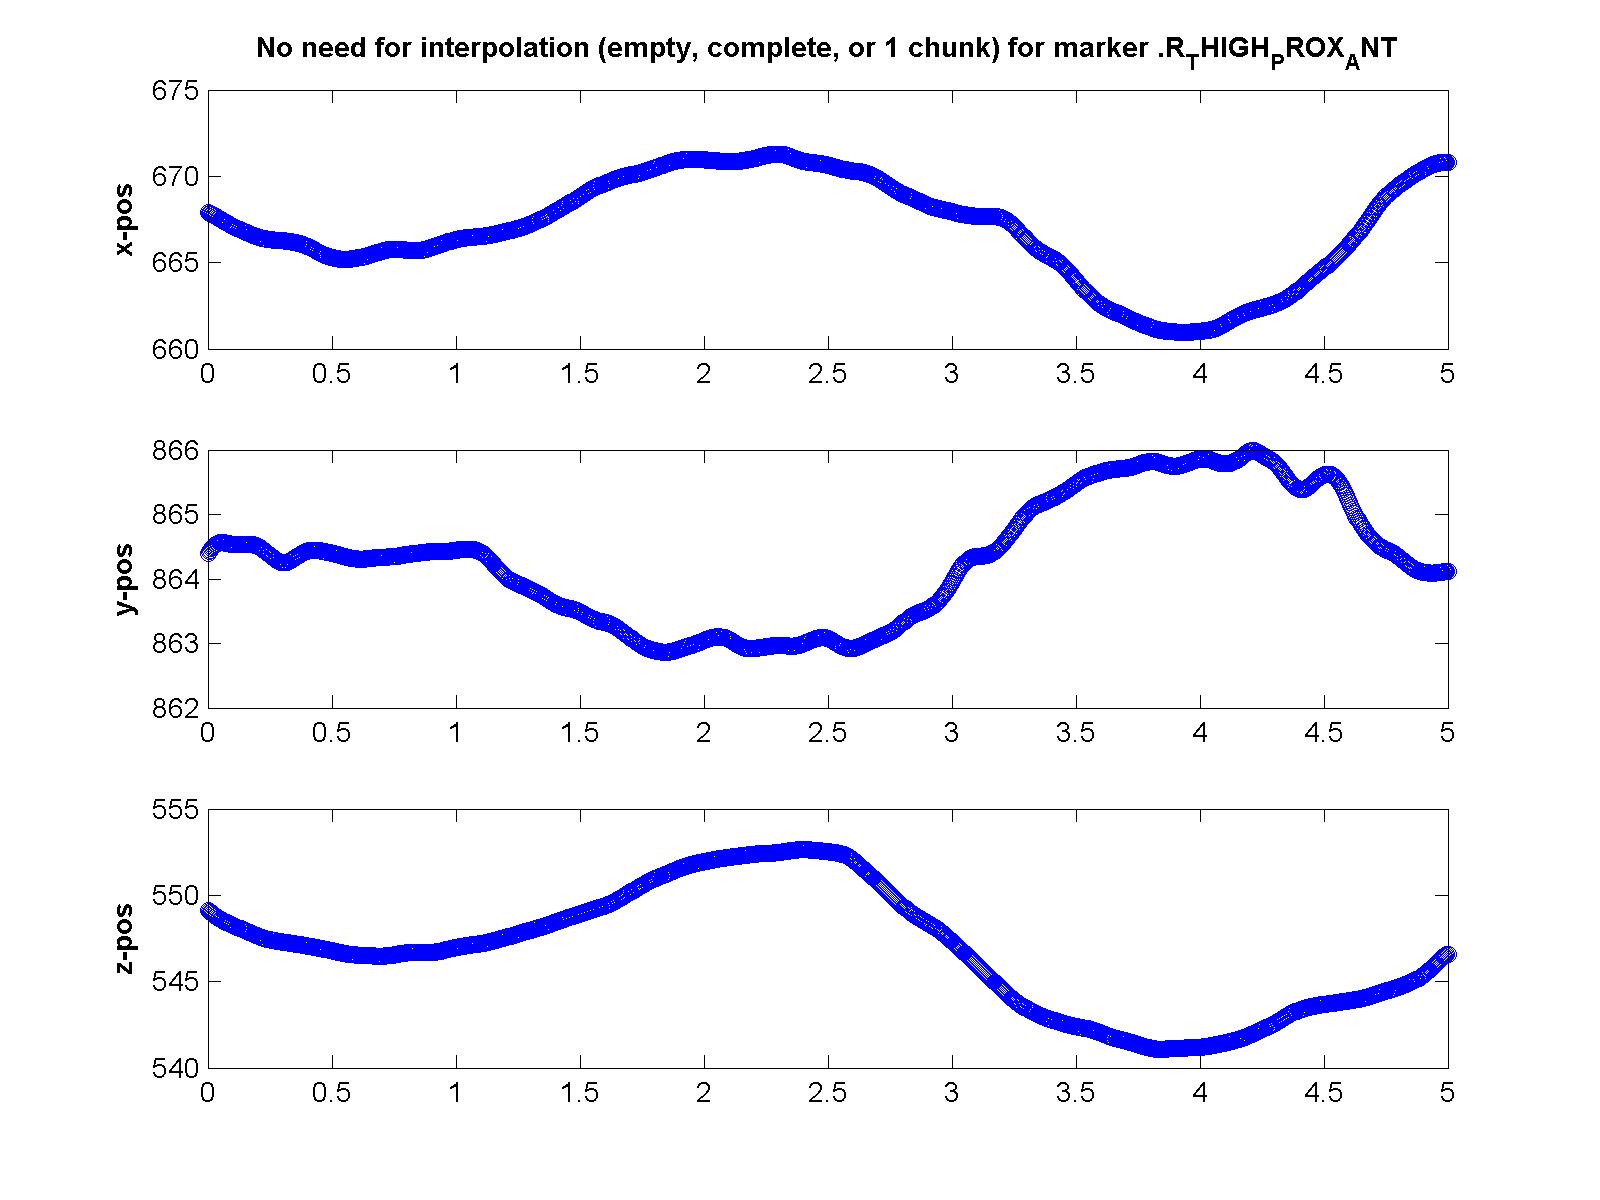 No need for interpolation (empty, complete, or 1 chunk) for marker .R_THIGH_PROX_ANT
675
670
665
660
x-pos
0 0.5 1 1.5 2 2.5 3 3.5 4 4.5 5
866
865
864
863
862
y-pos
0 0.5 1 1.5 2 2.5 3 3.5 4 4.5 5
555
550
545
540
z-pos
0 0.5 1 1.5 2 2.5 3 3.5 4 4.5 5